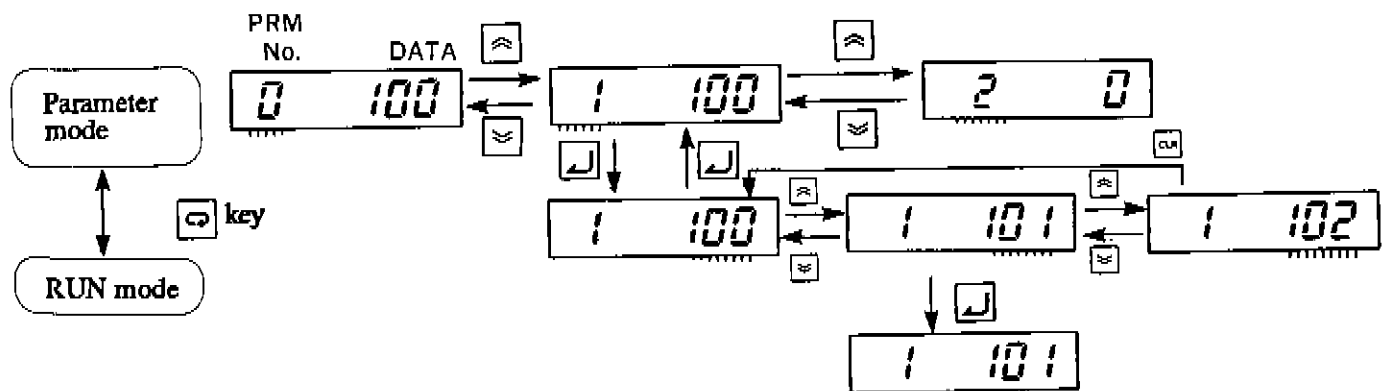 PRM
No. DATA
0 100
1 100
2 0
Parameter
mode
CLR
key
1 100
1 101
1 102
RUN mode
1 101